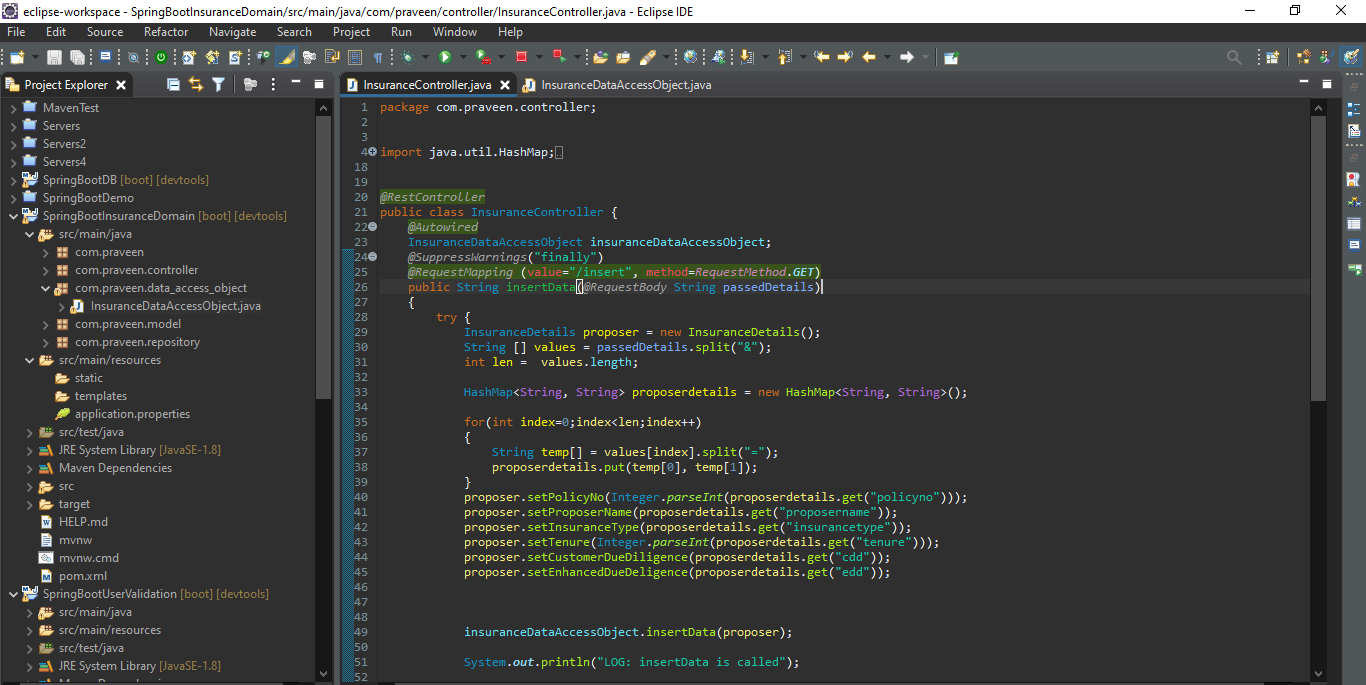 eclipse-workspace - SpringBootInsuranceDomain/src/main/java/com/praveen/controller/InsuranceController.java - Eclipse IDE
File Edit Source Refactor Navigate Search Project Run Window Help
Project Explorer
MavenTest
Servers
Servers2
Servers4
SpringBootDB [boot] [devtools]
SpringBootDemo
SpringBootInsuranceDomain [boot] [devtools]
src/main/java
com.praveen
com.praveen.controller
com.praveen.data_access_object
InsuranceDataAccessObject.java
com.praveen.model
com.praveen.repository
src/main/resources
static
templates
application.properties
src/test/java
JRE System Library [JavaSE-1.8]
Maven Dependencies
src
target
HELP.md
mvnw
mvnw.cmd
pom.xml
SpringBootUserValidation [boot] [devtools]
src/main/java
src/main/resources
src/test/java
JRE System Library [JavaSE-1.8]
InsuranceController.java InsuranceDataAccessObject.java
1 package com.praveen.controller;
2
3
4 import java.util.HashMap;
18
19
20 @RestController
21 public class InsuranceController {
22 @Autowired
23 InsuranceDataAccessObject insuranceDataAccessObject;
24 @SuppressWarnings("finally")
25 @RequestMapping (value="/insert", method=RequestMethod.GET)
26 public String insertData(@RequestBody String passedDetails)
27 {
28 try {
29 InsuranceDetails proposer = new InsuranceDetails();
30 String [] values = passedDetails.split("&");
31 int len = values.length;
32
33 HashMap<String, String> proposerdetails = new HashMap<String, String>();
34
35 for(int index=0;index<len;index++)
36 {
37 String temp[] = values[index].split("=");
38 proposerdetails.put(temp[0], temp[1]);
39 }
40 proposer.setPolicyNo(Integer.parseInt(proposerdetails.get("policyno")));
41 proposer.setProposerName(proposerdetails.get("proposername"));
42 proposer.setInsuranceType(proposerdetails.get("insurancetype"));
43 proposer.setTenure(Integer.parseInt(proposerdetails.get("tenure")));
44 proposer.setCustomerDueDiligence(proposerdetails.get("cdd"));
45 proposer.setEnhancedDueDeligence(proposerdetails.get("edd"));
46
47
48
49 insuranceDataAccessObject.insertData(proposer);
50
51 System.out.println("LOG: insertData is called");
52